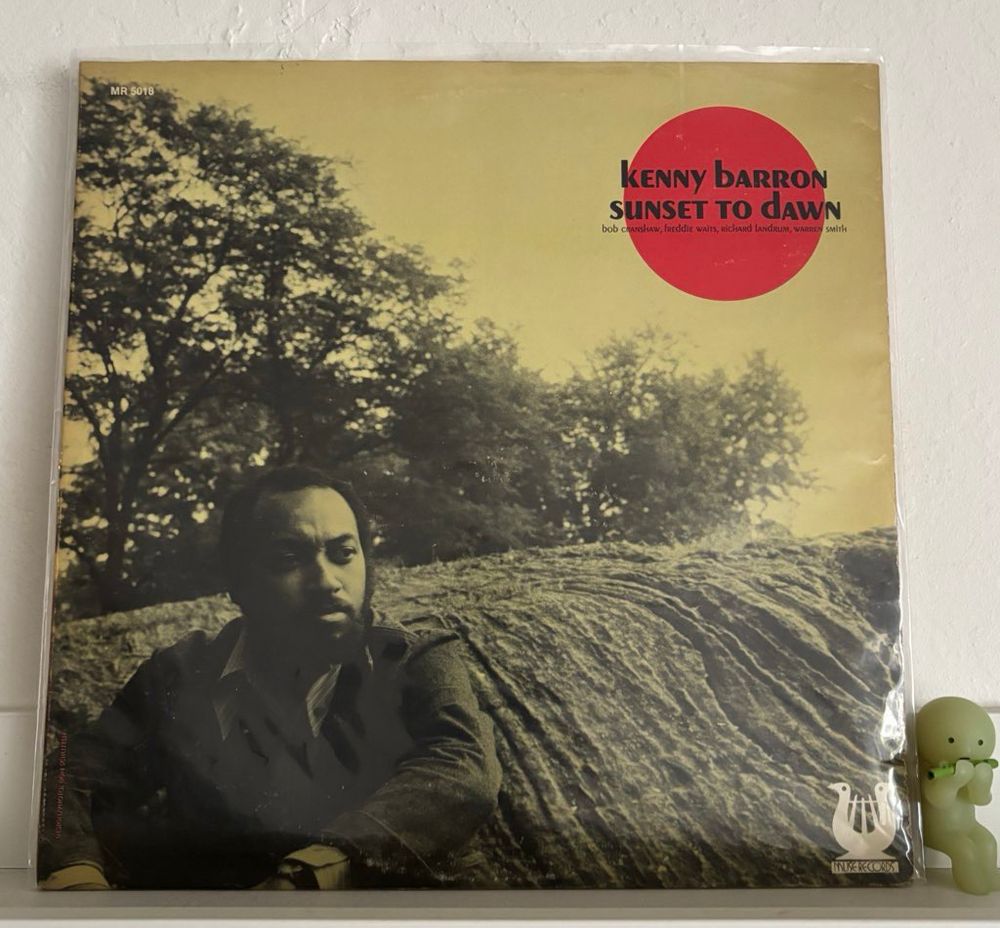 MR 5018
kenny barron
sunset to dawn
bob cranshaw, freddie waits, richard landrum, warren smith
MUSE RECORDS